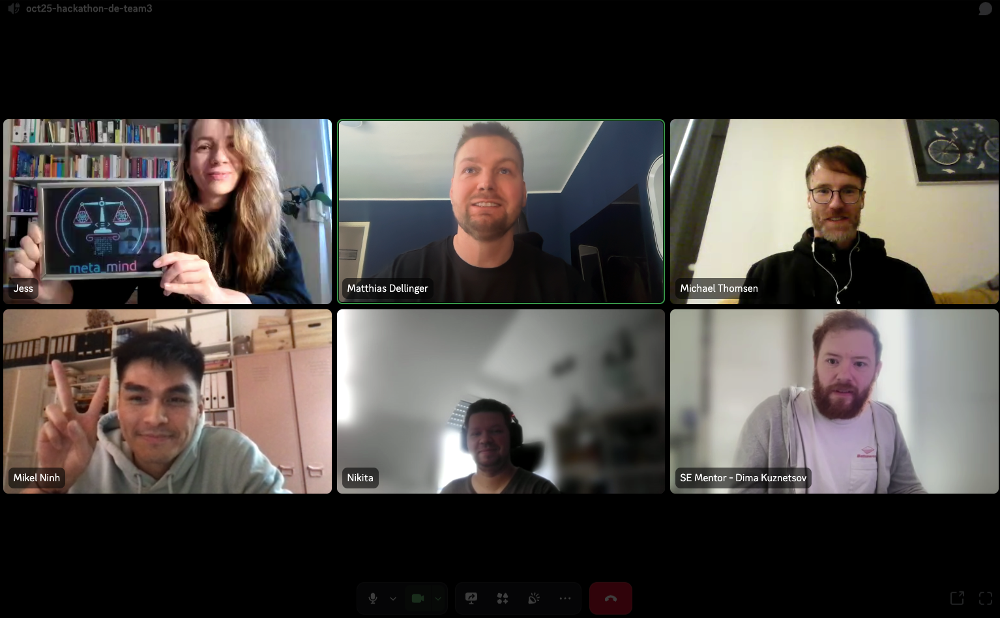 oct25-hackathon-de-team3
meta_mind
Jess
Matthias Dellinger
Michael Thomsen
Mikel Ninh
Nikita
SE Mentor - Dima Kuznetsov